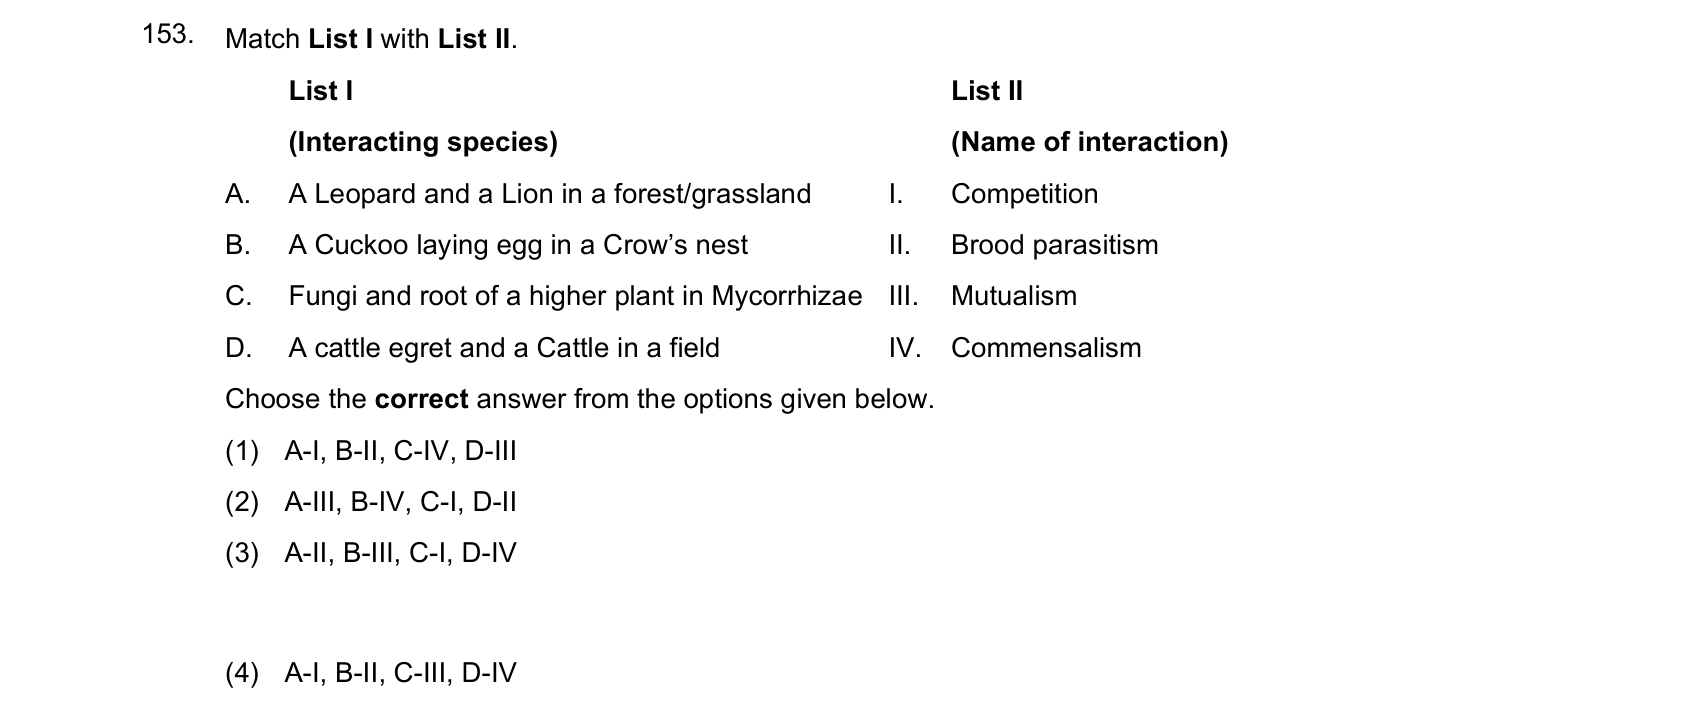 153. Match List I with List II.
List I List II
(Interacting species) (Name of interaction)
A. A Leopard and a Lion in a forest/grassland I. Competition
B. A Cuckoo laying egg in a Crow's nest II. Brood parasitism
C. Fungi and root of a higher plant in Mycorrhizae III. Mutualism
D. A cattle egret and a Cattle in a field IV. Commensalism
Choose the correct answer from the options given below.
(1) A-I, B-II, C-IV, D-III
(2) A-III, B-IV, C-I, D-II
(3) A-II, B-III, C-I, D-IV
(4) A-I, B-II, C-III, D-IV